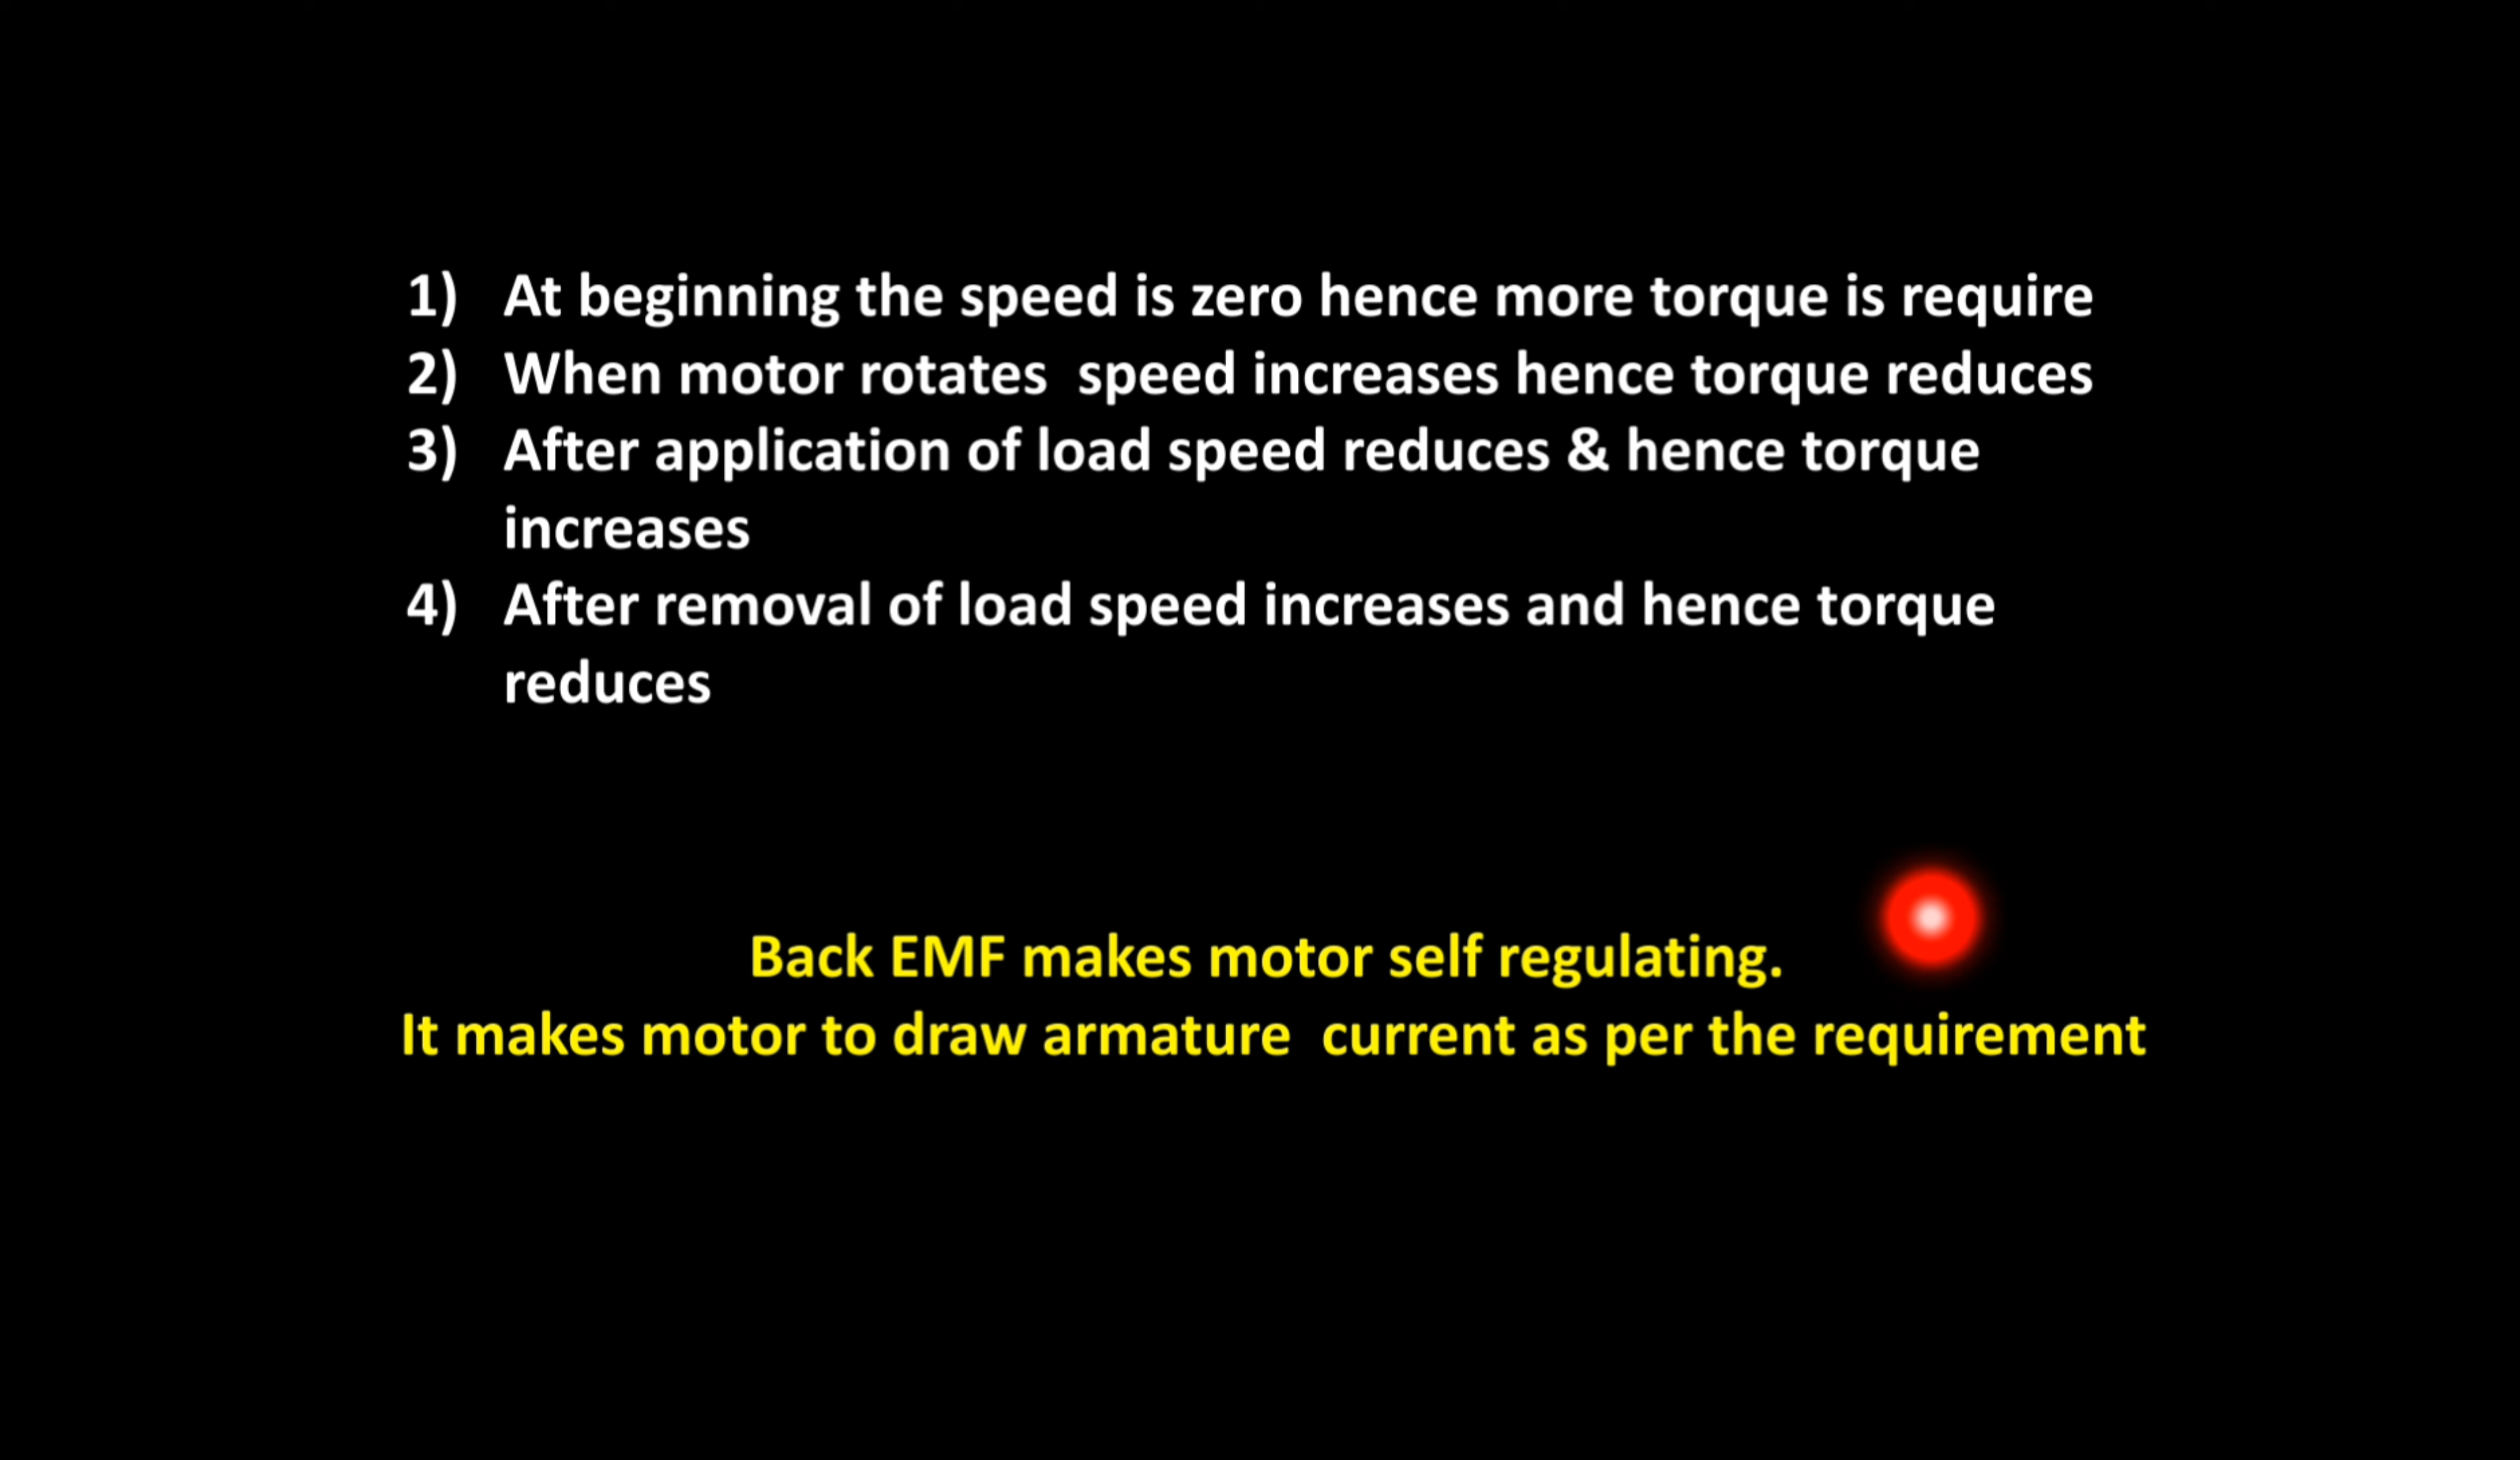 1) At beginning the speed is zero hence more torque is require
2) When motor rotates  speed increases hence torque reduces
3) After application of load speed reduces & hence torque
increases
4) After removal of load speed increases and hence torque
reduces
Back EMF makes motor self regulating.
It makes motor to draw armature  current as per the requirement